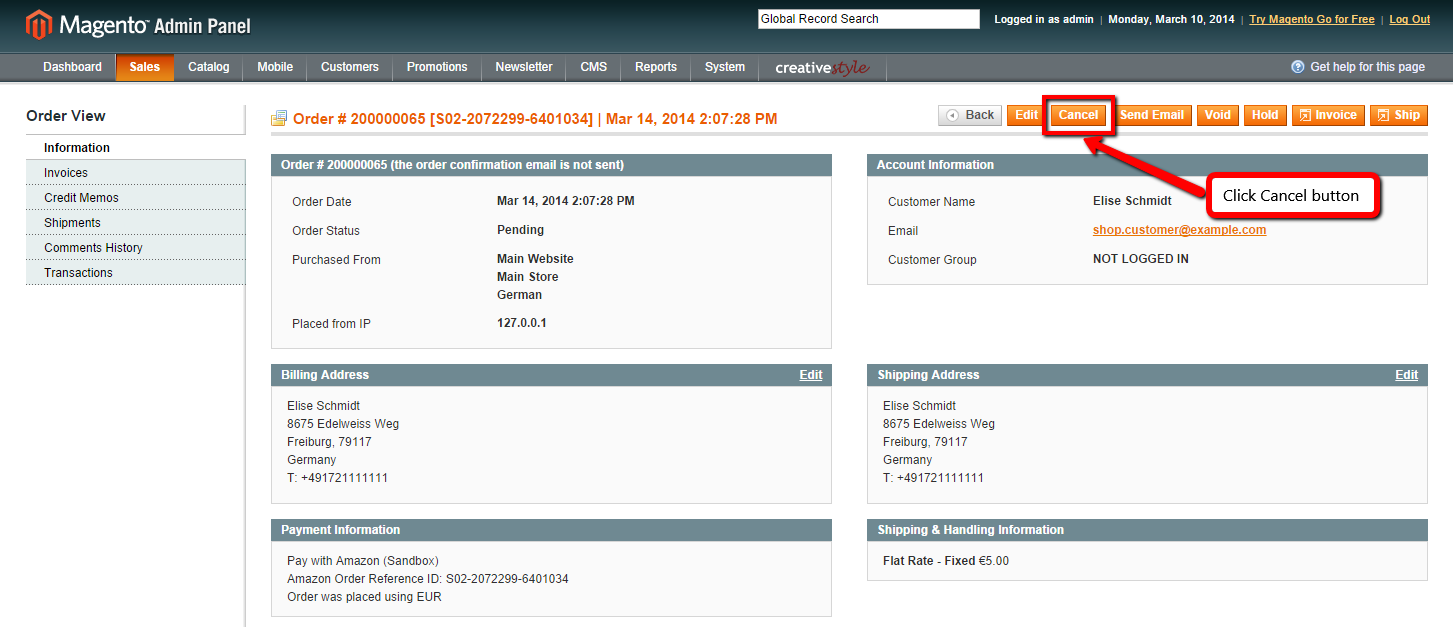 Magento Admin Panel
Global Record Search
Logged in as admin | Monday, March 10, 2014 | Try Magento Go for Free | Log Out
Dashboard Sales Catalog Mobile Customers Promotions Newsletter CMS Reports System creativestyle Get help for this page
Order View
Information
Invoices
Credit Memos
Shipments
Comments History
Transactions
Order # 200000065 [S02-2072299-6401034] | Mar 14, 2014 2:07:28 PM
Back Edit Cancel Send Email Void Hold Invoice Ship
Click Cancel button
Order # 200000065 (the order confirmation email is not sent)
Order Date Mar 14, 2014 2:07:28 PM
Order Status Pending
Purchased From Main Website
Main Store
German
Placed from IP 127.0.0.1
Account Information
Customer Name Elise Schmidt
Email shop.customer@example.com
Customer Group NOT LOGGED IN
Billing Address Edit
Elise Schmidt
8675 Edelweiss Weg
Freiburg, 79117
Germany
T: +491721111111
Shipping Address Edit
Elise Schmidt
8675 Edelweiss Weg
Freiburg, 79117
Germany
T: +491721111111
Payment Information
Pay with Amazon (Sandbox)
Amazon Order Reference ID: S02-2072299-6401034
Order was placed using EUR
Shipping & Handling Information
Flat Rate - Fixed €5.00